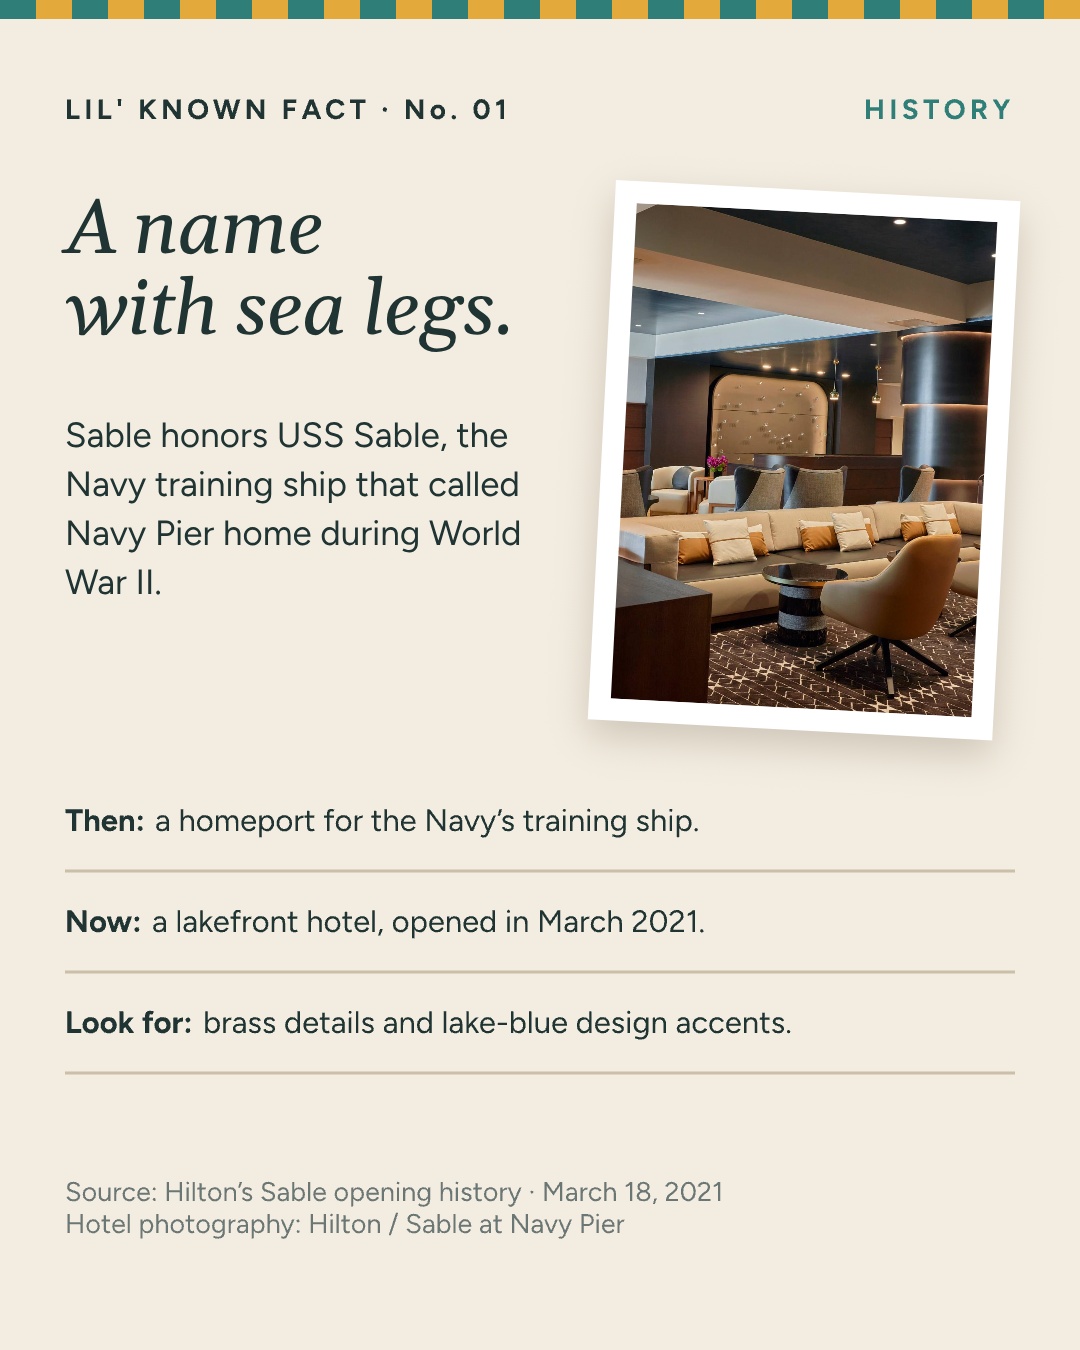 LIL' KNOWN FACT · No. 01
HISTORY
A name
with sea legs.
Sable honors USS Sable, the
Navy training ship that called
Navy Pier home during World
War II.
Then: a homeport for the Navy’s training ship.
Now: a lakefront hotel, opened in March 2021.
Look for: brass details and lake-blue design accents.
Source: Hilton’s Sable opening history · March 18, 2021
Hotel photography: Hilton / Sable at Navy Pier